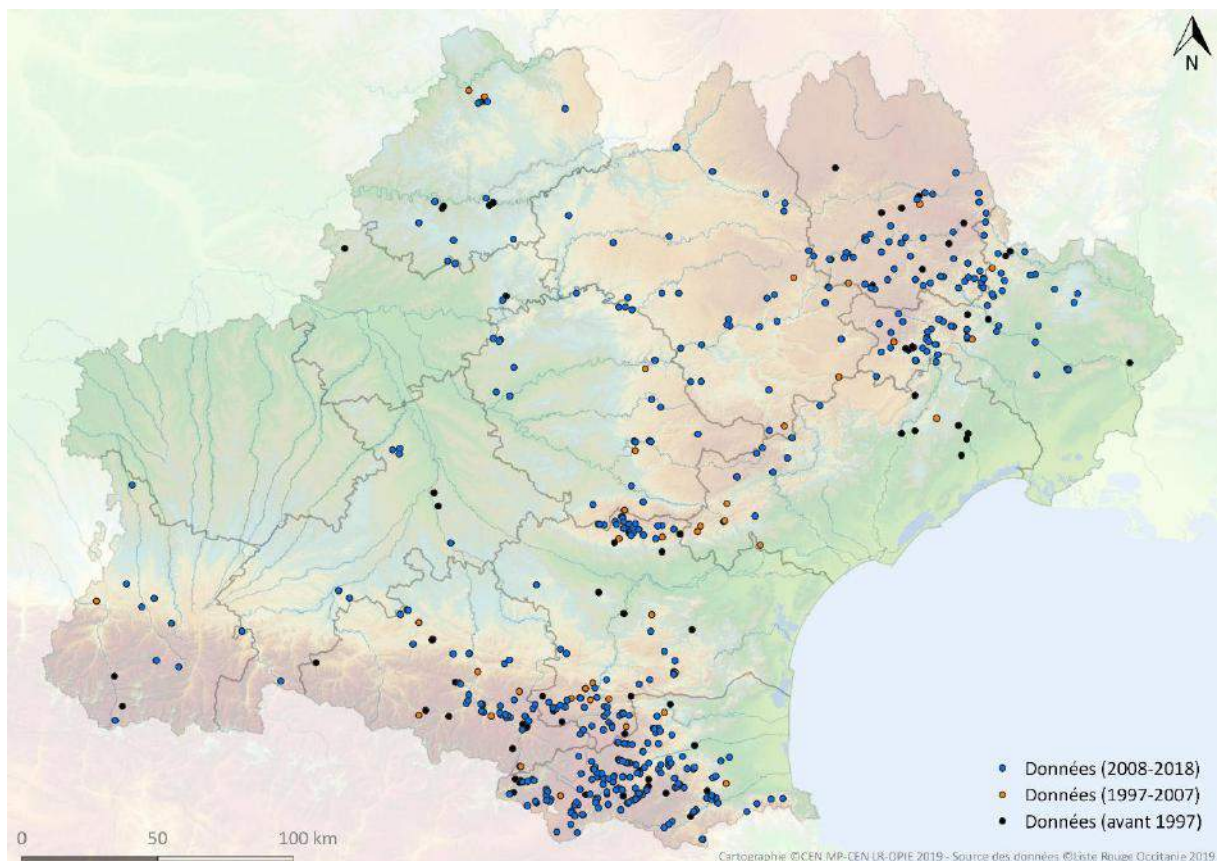 N
Données (2008-2018)
Données (1997-2007)
Données (avant 1997)
0 50 100 km
Cartographie ©CEN MP-CEN LR-OPIE 2019 - Source des données ©Liste Rouge Occitanie 2019